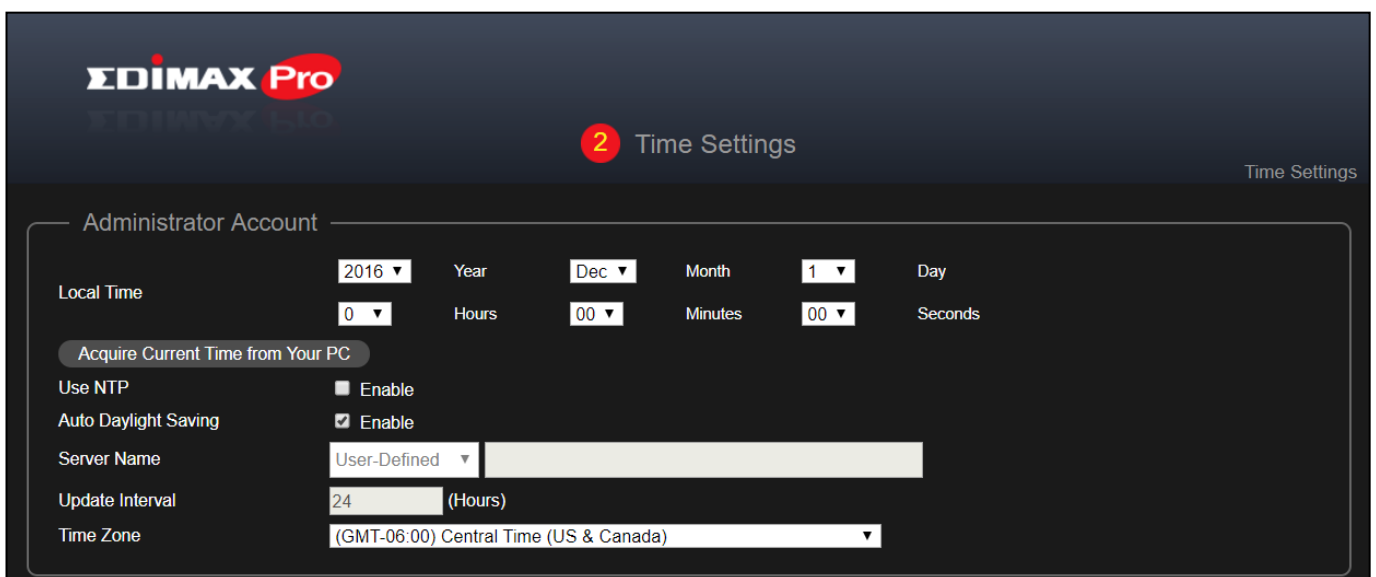 EDIMAX Pro
2 Time Settings
Time Settings
Administrator Account
Local Time
2016 Year Dec Month 1 Day
0 Hours 00 Minutes 00 Seconds
Acquire Current Time from Your PC
Use NTP Enable
Auto Daylight Saving Enable
Server Name User-Defined
Update Interval 24 (Hours)
Time Zone (GMT-06:00) Central Time (US & Canada)